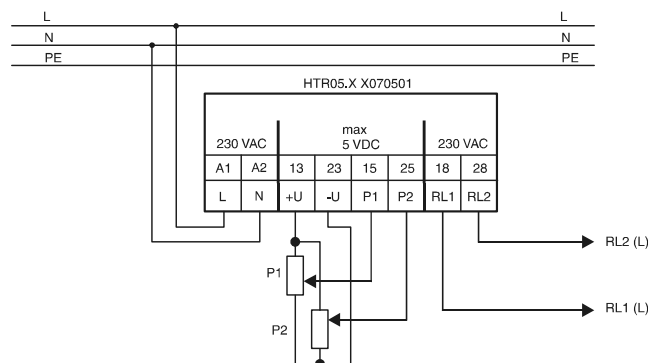 L L
N N
PE PE
HTR05.X X070501
230 VAC max 5 VDC 230 VAC
A1 A2 13 23 15 25 18 28
L N +U -U P1 P2 RL1 RL2
RL2 (L)
P1
RL1 (L)
P2